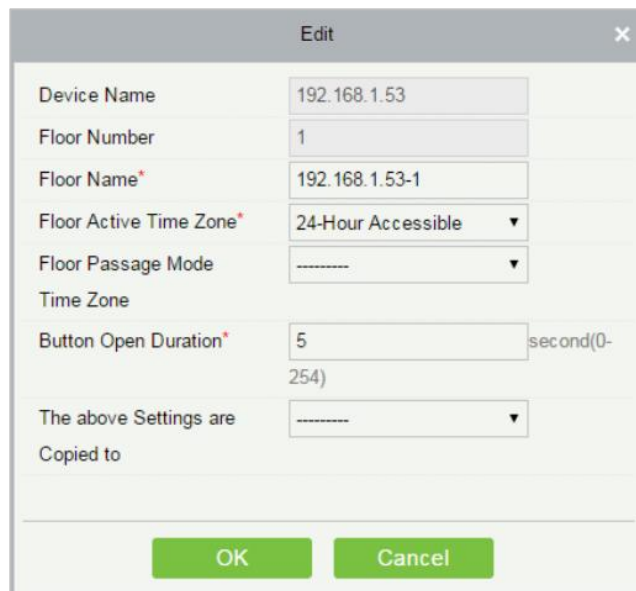 Edit
Device Name 192.168.1.53
Floor Number 1
Floor Name* 192.168.1.53-1
Floor Active Time Zone* 24-Hour Accessible
Floor Passage Mode ---------
Time Zone
Button Open Duration* 5 second(0-
254)
The above Settings are ---------
Copied to
OK Cancel